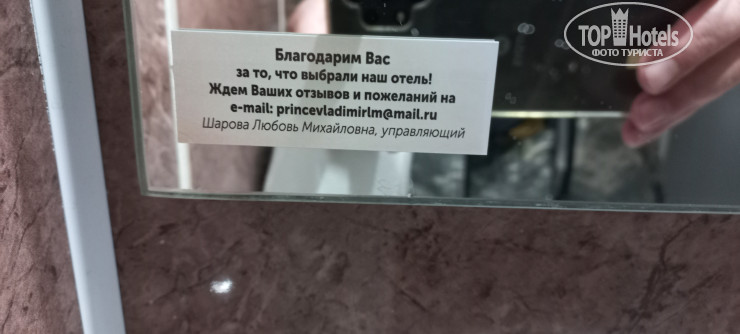 Благодарим Вас
за то, что выбрали наш отель!
Ждем Ваших отзывов и пожеланий на
e-mail: princevladimirlm@mail.ru
Шарова Любовь Михайловна, управляющий
TOP Hotels
ФОТО ТУРИСТА